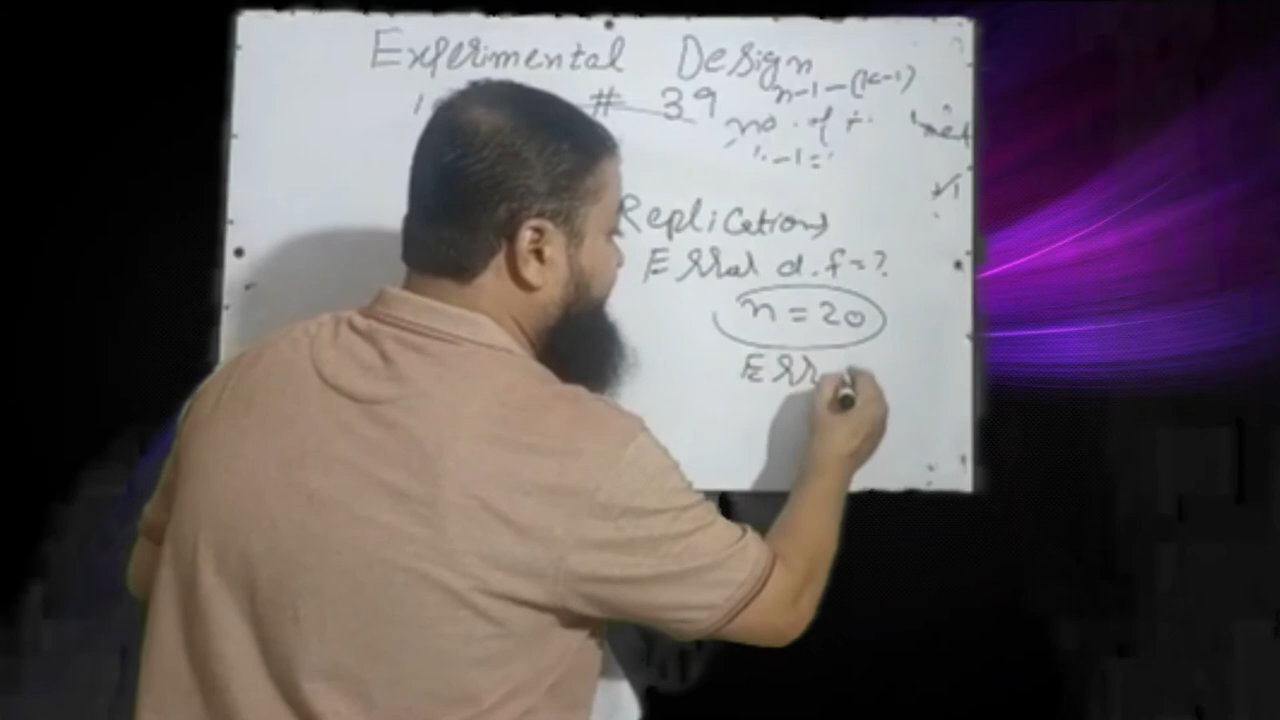 Experimental Design
# 39
n-1-(k-1)
no. of
-1=
Replications
Error d.f=?
n=20
Err